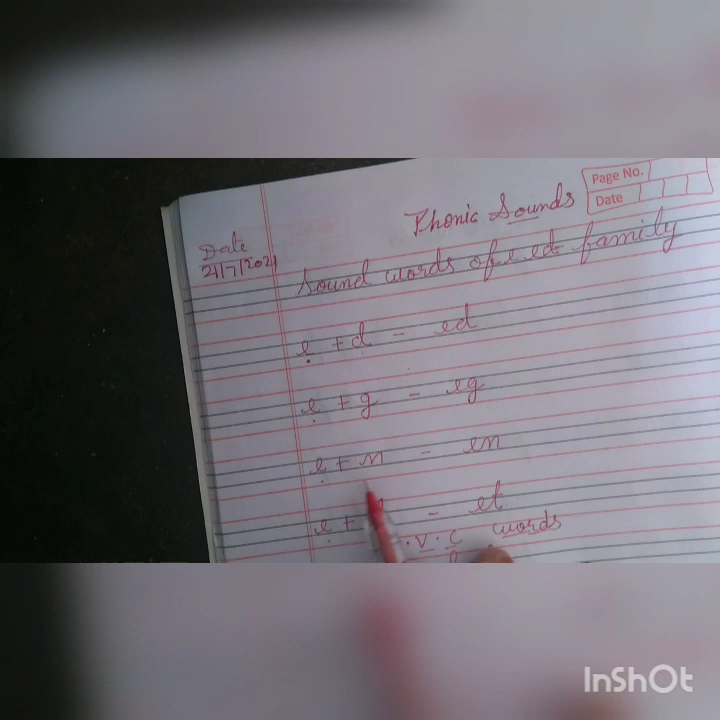 Page No.
Date
Phonic Sounds
Date
21/7/2021
Sound words of e ed family
e + d - ed
e + g - eg
e + n - en
e + - et
. V . C words
InShOt